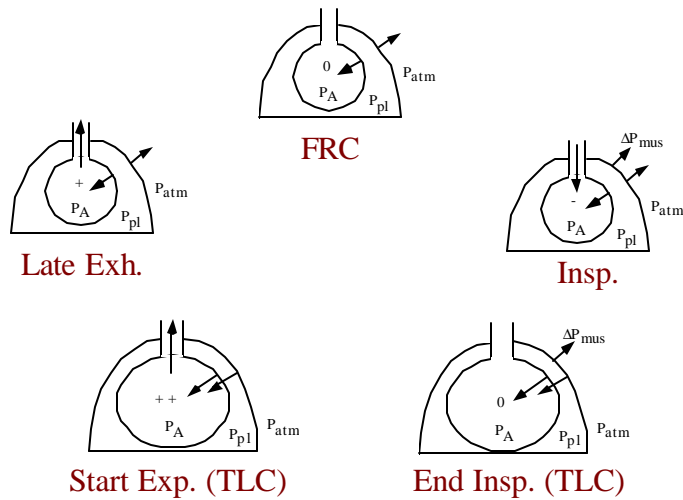 0
P_A
P_pl
P_atm
FRC
+
P_A
P_pl
P_atm
Late Exh.
ΔP_mus
-
P_A
P_pl
P_atm
Insp.
+ +
P_A
P_pl
P_atm
Start Exp. (TLC)
ΔP_mus
0
P_A
P_pl
P_atm
End Insp. (TLC)